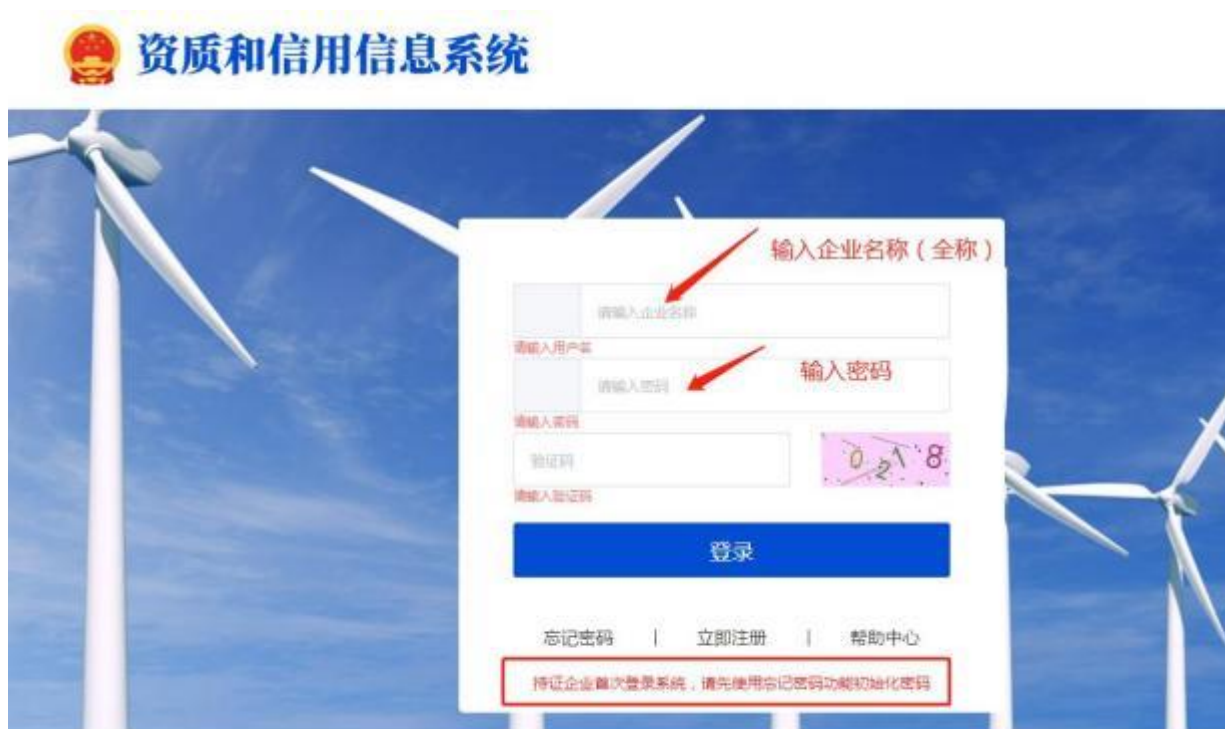 资质和信用信息系统
输入企业名称（全称）
请输入企业名称
请输入用户名
输入密码
请输入密码
请输入密码
验证码
0218
请输入验证码
登录
忘记密码 | 立即注册 | 帮助中心
持证企业首次登录系统，请先使用忘记密码功能初始化密码